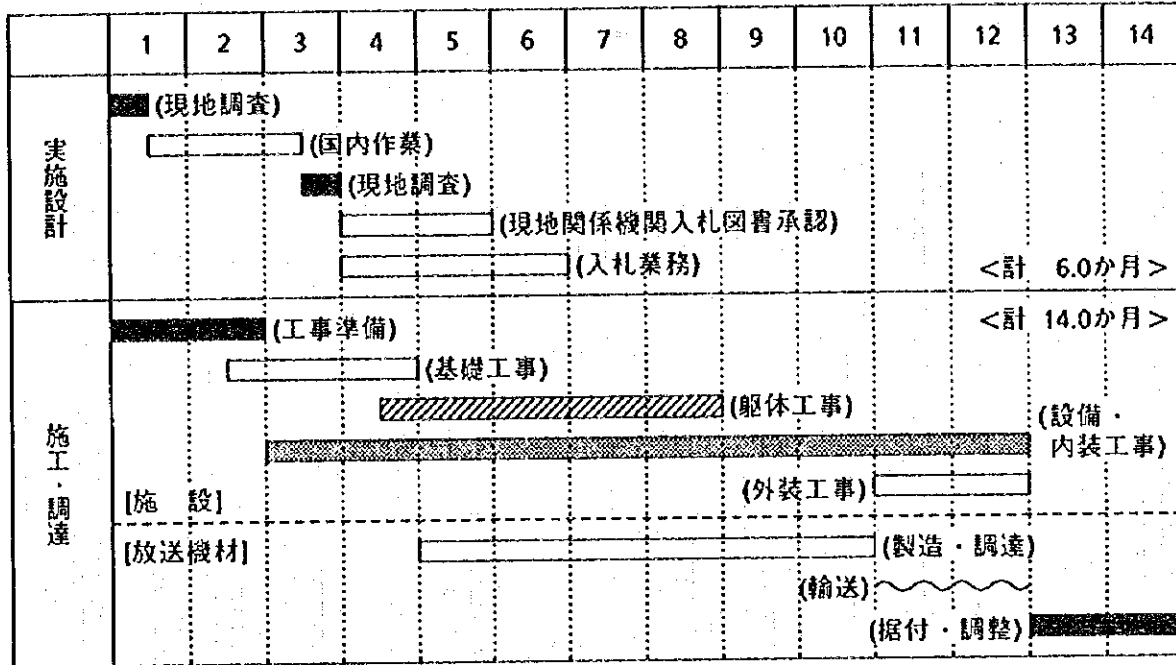 1 2 3 4 5 6 7 8 9 10 11 12 13 14
実施設計
(現地調査)
(国内作業)
(現地調査)
(現地関係機関入札図書承認)
(入札業務)
<計 6.0か月>
施工・調達
<計 14.0か月>
(工事準備)
(基礎工事)
(躯体工事)
(設備・
内装工事)
(外装工事)
[施 設]
[放送機材]
(製造・調達)
(輸送)
(据付・調整)